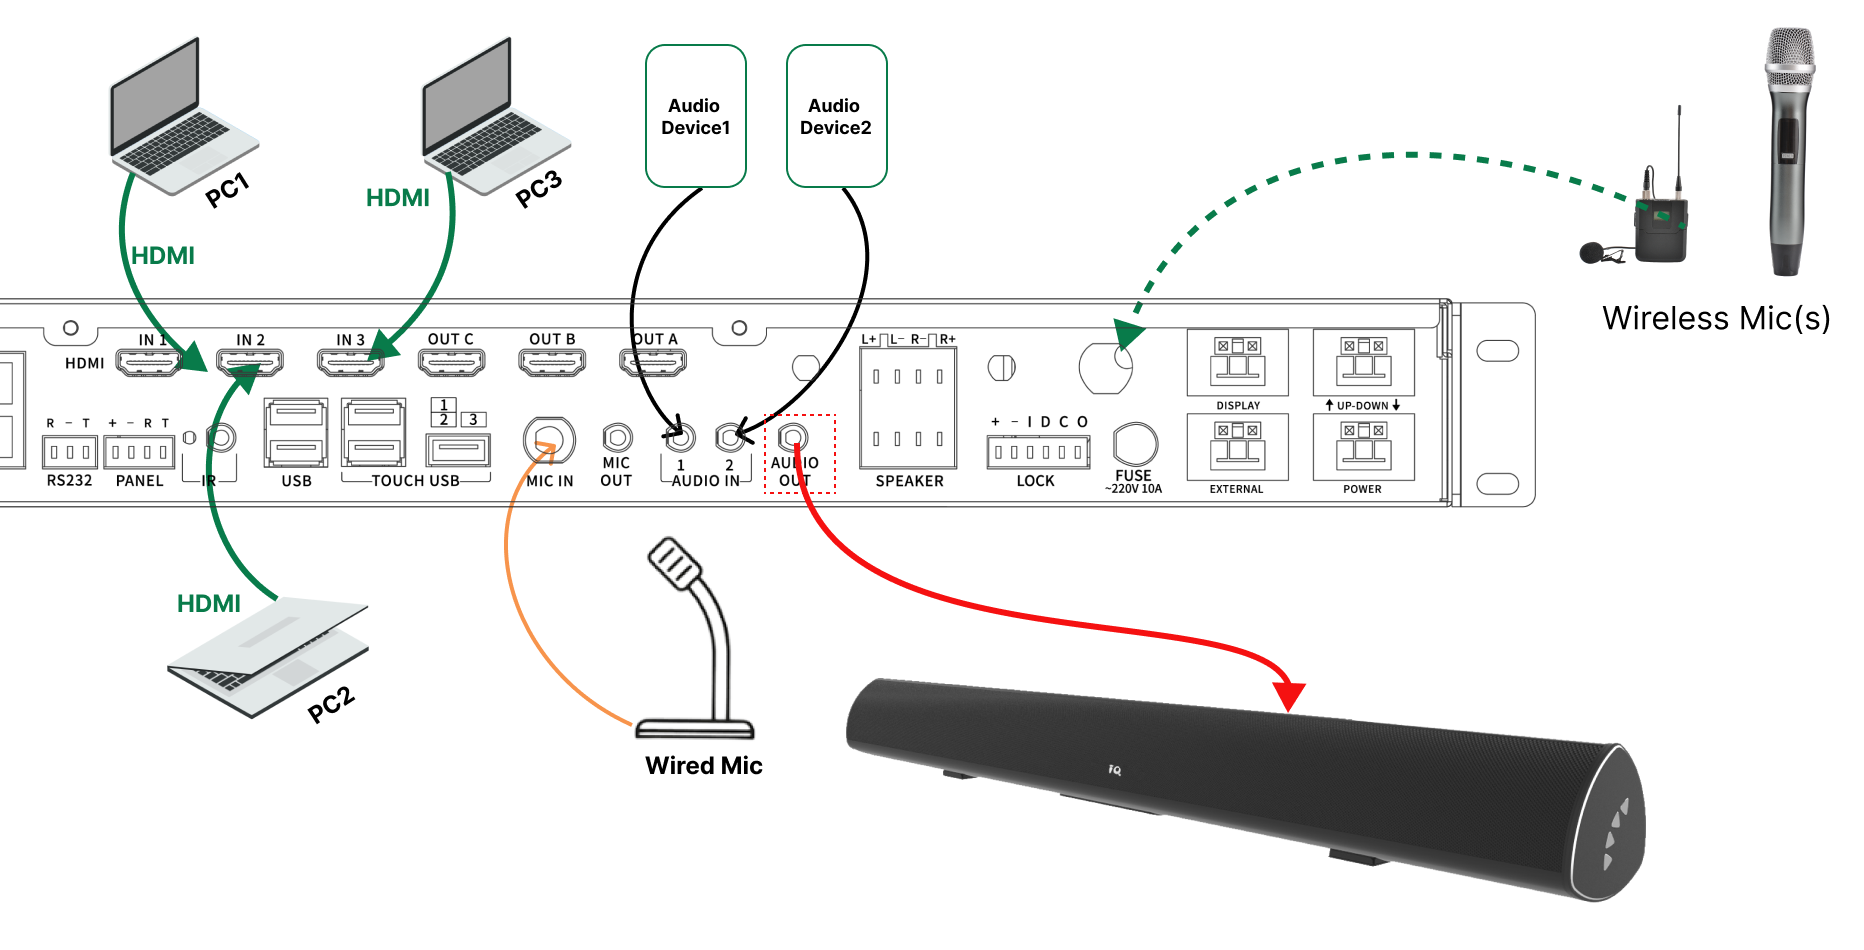 Audio
Device1
Audio
Device2
PC1
PC3
HDMI
HDMI
Wireless Mic(s)
IN 1
IN 2
IN 3
OUT C
OUT B
OUT A
L+ L- R- R+
HDMI
DISPLAY
UP-DOWN
1
2
3
R - T
+ - R T
+ - I D C O
1
2
MIC
OUT
AUDIO
OUT
RS232
PANEL
IR
USB
TOUCH USB
MIC IN
AUDIO IN
SPEAKER
LOCK
FUSE
~220V 10A
EXTERNAL
POWER
HDMI
PC2
Wired Mic
iQ